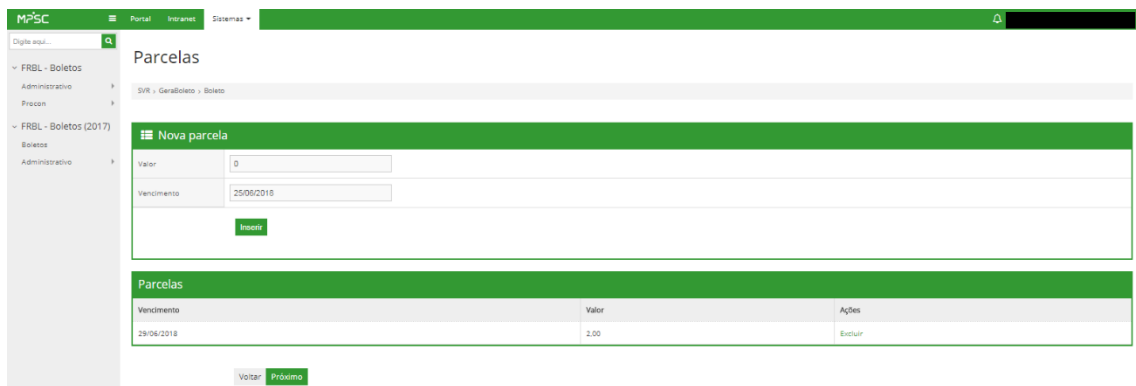 MPSC Portal Intranet Sistemas
Digite aqui...
FRBL - Boletos
Administrativo
Procon
FRBL - Boletos (2017)
Boletos
Administrativo
Parcelas
SVR > GeraBoleto > Boleto
Nova parcela
Valor 0
Vencimento 25/06/2018
Inserir
Parcelas
Vencimento Valor Ações
29/06/2018 2,00 Excluir
Voltar Próximo